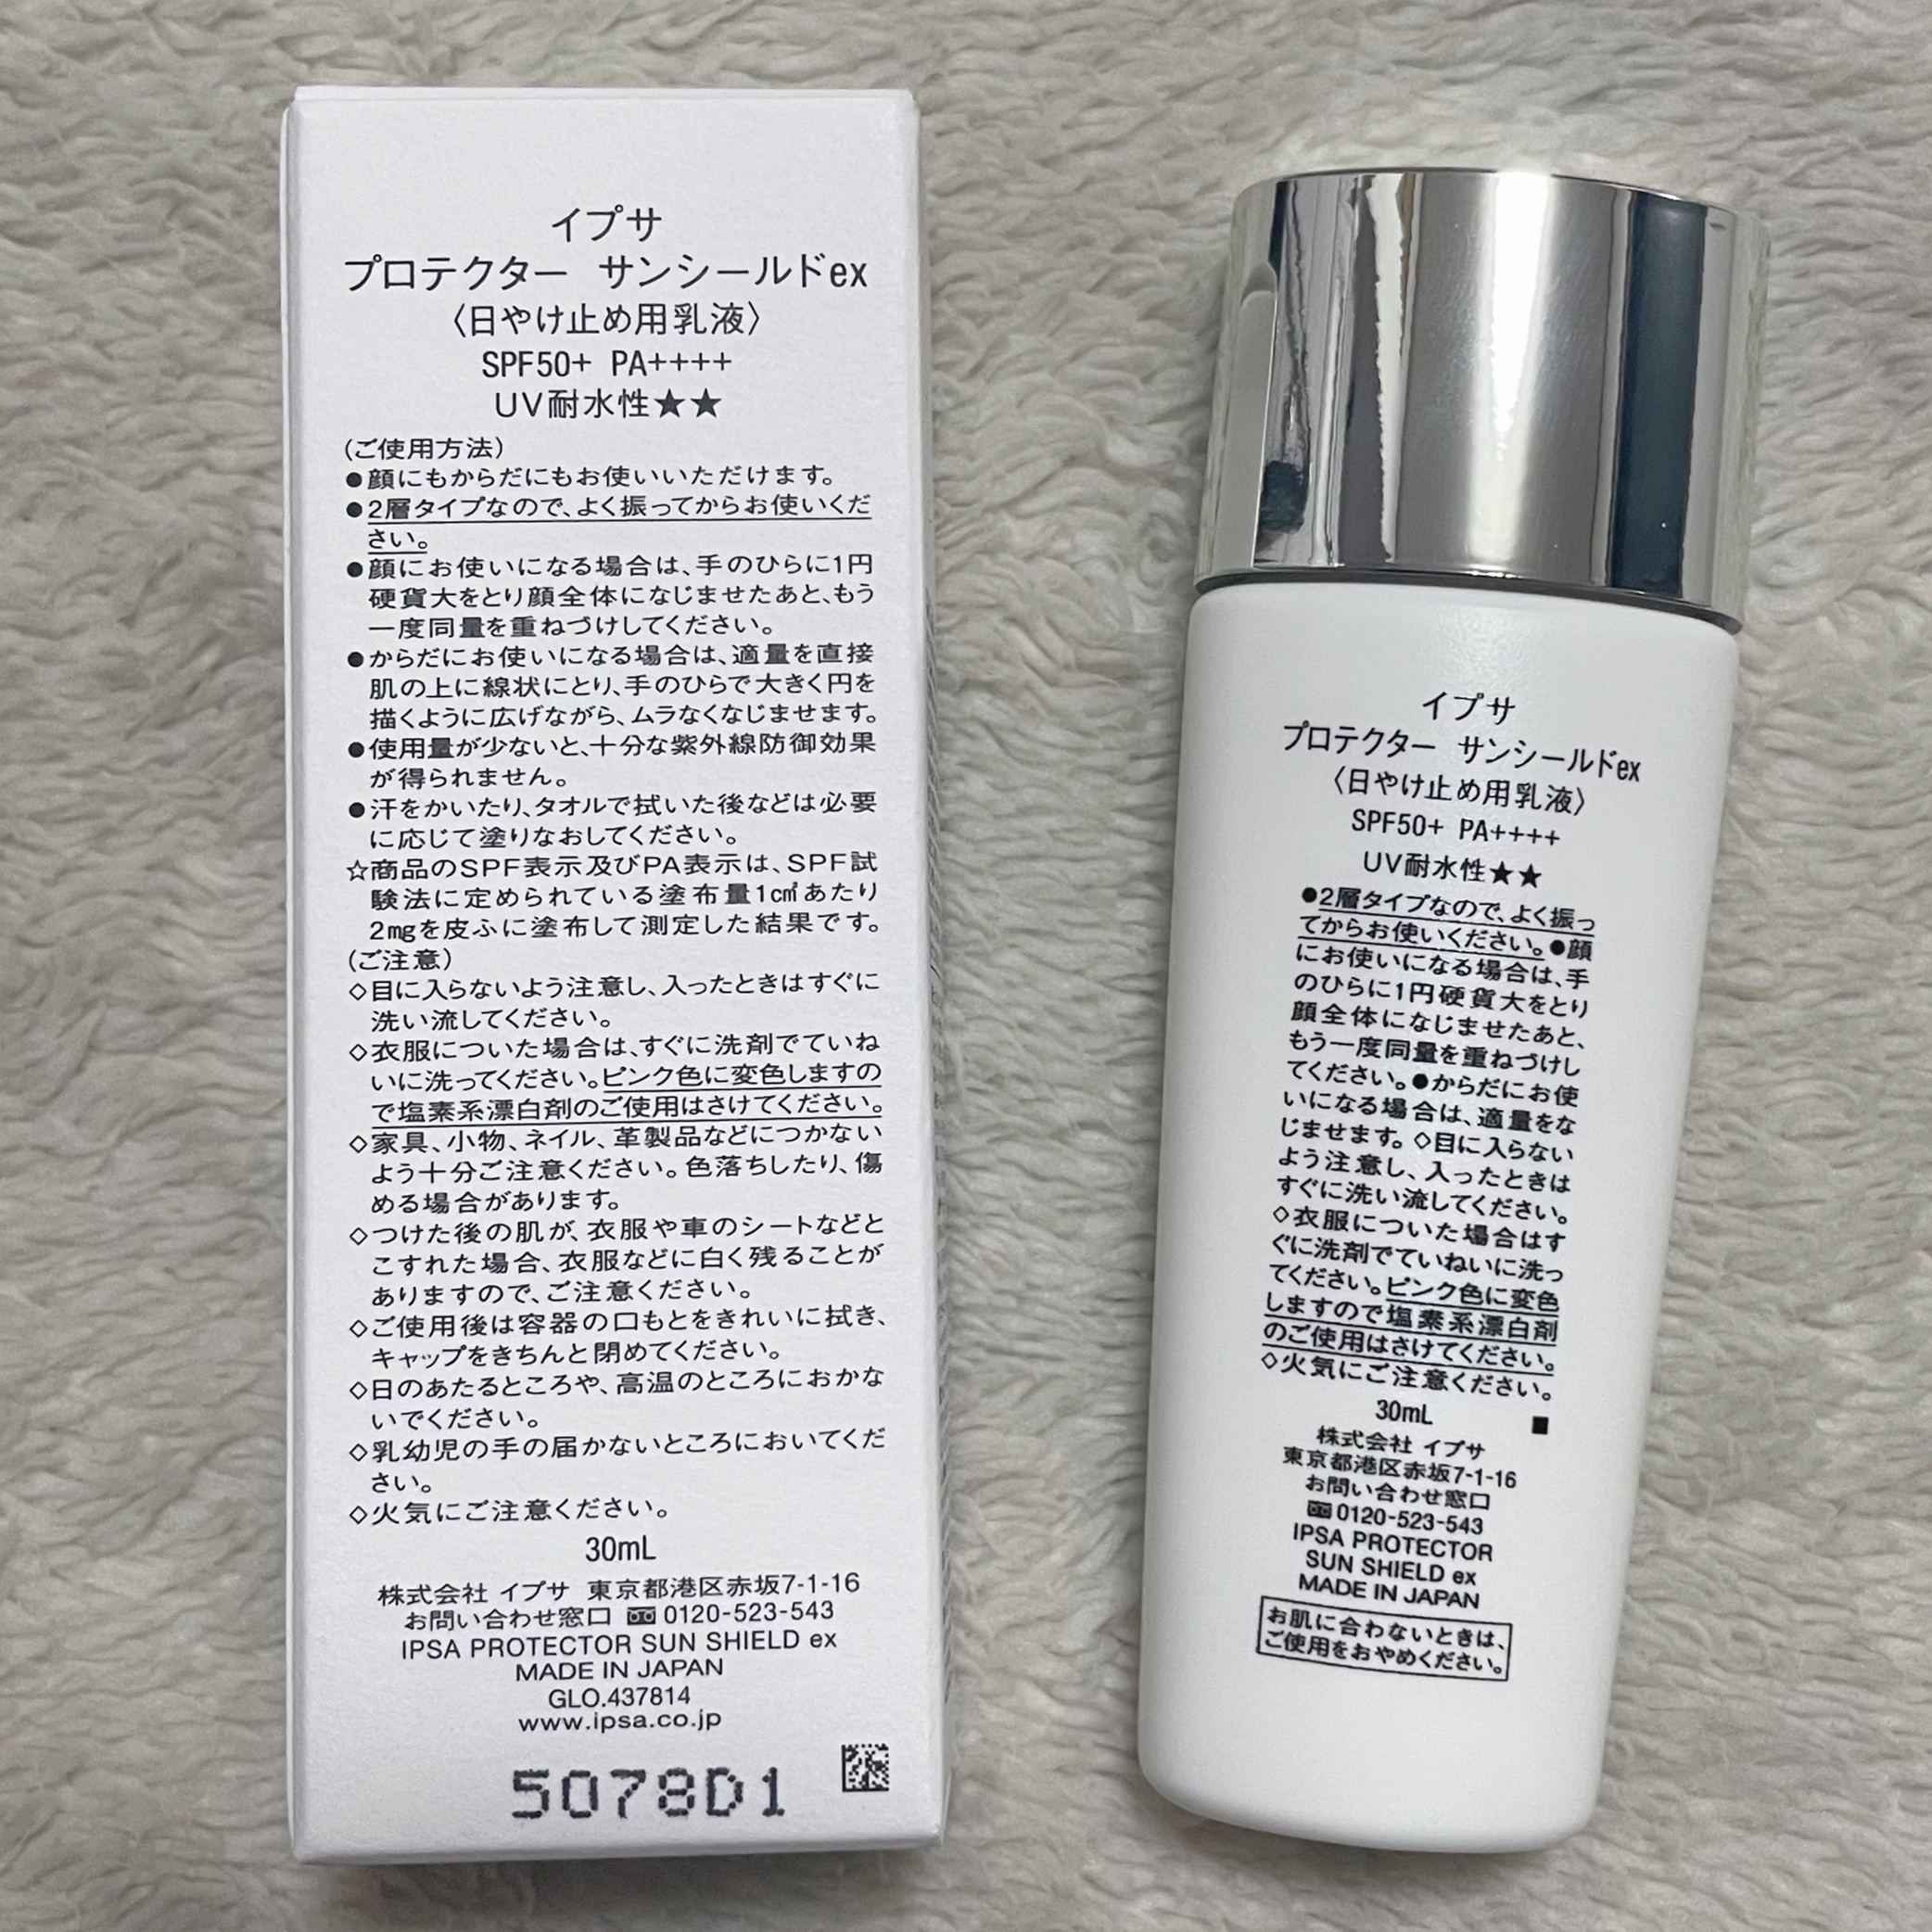 イプサ
プロテクター サンシールドex
〈日やけ止め用乳液〉
SPF50+ PA++++
UV耐水性★★
(ご使用方法)
●顔にもからだにもお使いいただけます。
●2層タイプなので、よく振ってからお使いくだ
さい。
●顔にお使いになる場合は、手のひらに1円
硬貨大をとり顔全体になじませたあと、もう
一度同量を重ねづけしてください。
●からだにお使いになる場合は、適量を直接
肌の上に線状にとり、手のひらで大きく円を
描くように広げながら、ムラなくなじませます。
●使用量が少ないと、十分な紫外線防御効果
が得られません。
●汗をかいたり、タオルで拭いた後などは必要
に応じて塗りなおしてください。
☆商品のSPF表示及びPA表示は、SPF試
験法に定められている塗布量1c㎡あたり
2mgを皮ふに塗布して測定した結果です。
(ご注意)
◇目に入らないよう注意し、入ったときはすぐに
洗い流してください。
◇衣服についた場合は、すぐに洗剤でていね
いに洗ってください。ピンク色に変色しますの
で塩素系漂白剤のご使用はさけてください。
◇家具、小物、ネイル、革製品などにつかない
よう十分ご注意ください。色落ちしたり、傷
める場合があります。
◇つけた後の肌が、衣服や車のシートなどと
こすれた場合、衣服などに白く残ることが
ありますので、ご注意ください。
◇ご使用後は容器の口もとをきれいに拭き、
キャップをきちんと閉めてください。
◇日のあたるところや、高温のところにおかな
いでください。
◇乳幼児の手の届かないところにおいてくだ
さい。
◇火気にご注意ください。
30mL
株式会社 イプサ 東京都港区赤坂7-1-16
お問い合わせ窓口 0120-523-543
IPSA PROTECTOR SUN SHIELD ex
MADE IN JAPAN
GLO.437814
www.ipsa.co.jp
5078D1
イプサ
プロテクター サンシールドex
〈日やけ止め用乳液〉
SPF50+ PA++++
UV耐水性★★
●2層タイプなので、よく振っ
てからお使いください。●顔
にお使いになる場合は、手
のひらに1円硬貨大をとり
顔全体になじませたあと、
もう一度同量を重ねづけし
てください。●からだにお使
いになる場合は、適量をな
じませます。◇目に入らない
よう注意し、入ったときは
すぐに洗い流してください。
◇衣服についた場合はす
ぐに洗剤でていねいに洗っ
てください。ピンク色に変色
しますので塩素系漂白剤
のご使用はさけてください。
◇火気にご注意ください。
30mL ■
株式会社 イプサ
東京都港区赤坂7-1-16
お問い合わせ窓口
0120-523-543
IPSA PROTECTOR
SUN SHIELD ex
MADE IN JAPAN
お肌に合わないときは、
ご使用をおやめください。